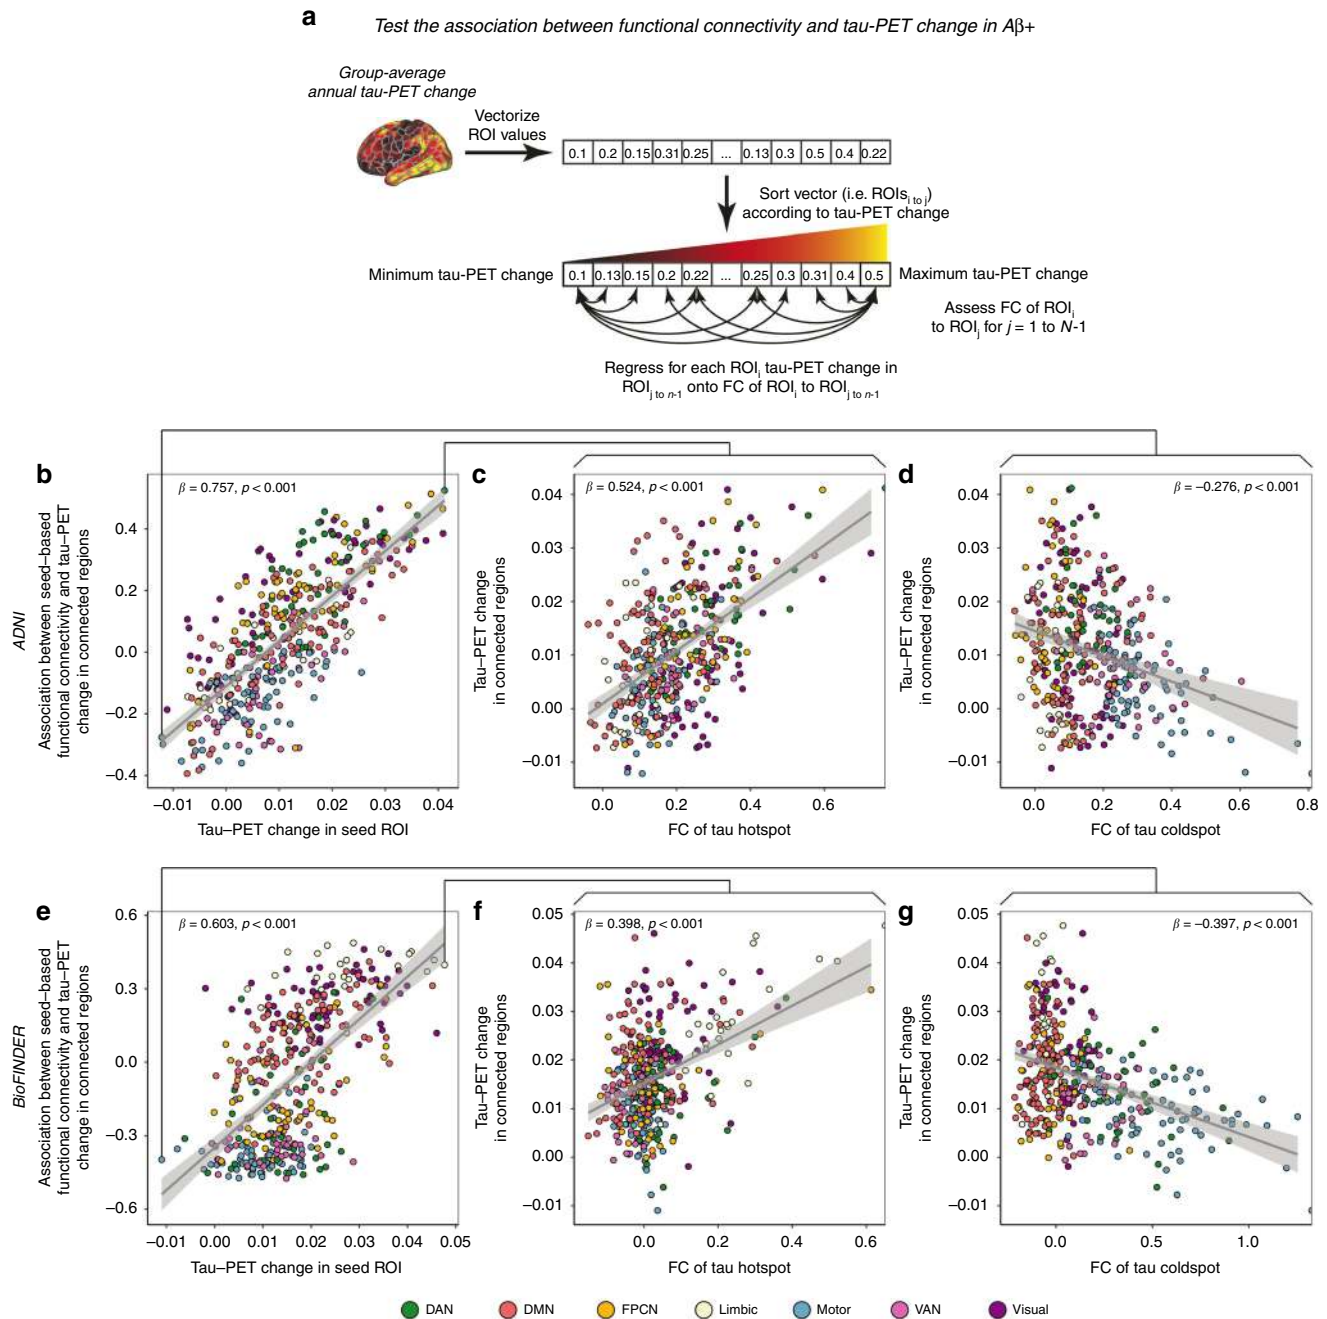 a
Test the association between functional connectivity and tau-PET change in Aβ+
Group-average
annual tau-PET change
Vectorize
ROI values
0.1 0.2 0.15 0.31 0.25 ... 0.13 0.3 0.5 0.4 0.22
Sort vector (i.e. ROIs i to j)
according to tau-PET change
Minimum tau-PET change
0.1 0.13 0.15 0.2 0.22 ... 0.25 0.3 0.31 0.4 0.5
Maximum tau-PET change
Assess FC of ROIi
to ROIj for j = 1 to N-1
Regress for each ROIi tau-PET change in
ROIj to n-1 onto FC of ROIi to ROIj to n-1
b
β = 0.757, p < 0.001
ADNI
Association between seed–based
functional connectivity and tau–PET
change in connected regions
0.4
0.2
0.0
–0.2
–0.4
–0.01 0.00 0.01 0.02 0.03 0.04
Tau–PET change in seed ROI
c
β = 0.524, p < 0.001
Tau–PET change
in connected regions
0.04
0.03
0.02
0.01
0.00
–0.01
0.0 0.2 0.4 0.6
FC of tau hotspot
d
β = –0.276, p < 0.001
Tau–PET change
in connected regions
0.04
0.03
0.02
0.01
0.00
–0.01
0.0 0.2 0.4 0.6 0.8
FC of tau coldspot
e
β = 0.603, p < 0.001
BioFINDER
Association between seed–based
functional connectivity and tau–PET
change in connected regions
0.6
0.3
0.0
–0.3
–0.6
–0.01 0.00 0.01 0.02 0.03 0.04 0.05
Tau–PET change in seed ROI
f
β = 0.398, p < 0.001
Tau–PET change
in connected regions
0.05
0.04
0.03
0.02
0.01
0.00
–0.01
0.0 0.2 0.4 0.6
FC of tau hotspot
g
β = –0.397, p < 0.001
Tau–PET change
in connected regions
0.05
0.04
0.03
0.02
0.01
0.00
–0.01
0.0 0.5 1.0
FC of tau coldspot
DAN DMN FPCN Limbic Motor VAN Visual